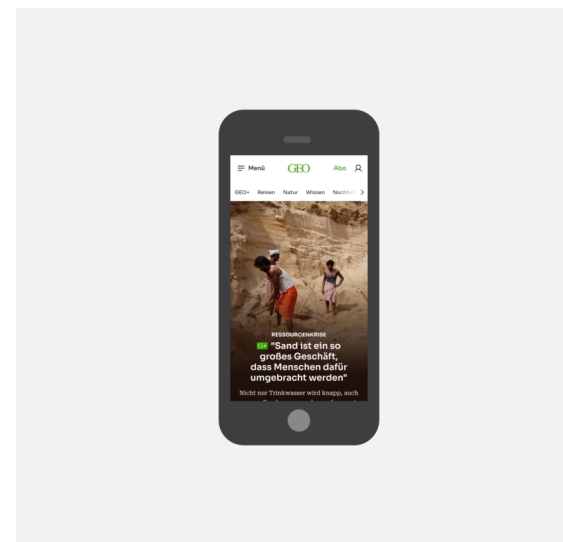 Menü GEO Abo
GEO+ Reisen Natur Wissen
RESSOURCENKRISE
"Sand ist ein so
großes Geschäft,
dass Menschen dafür
umgebracht werden"
Nicht nur Trinkwasser wird knapp, auch